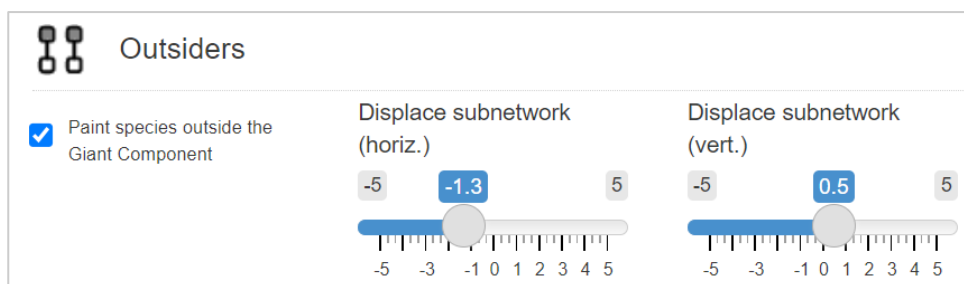 Outsiders
Paint species outside the
Giant Component
Displace subnetwork
(horiz.)
-5 -1.3 5
-5 -3 -1 0 1 2 3 4 5
Displace subnetwork
(vert.)
-5 0.5 5
-5 -3 -1 0 1 2 3 4 5